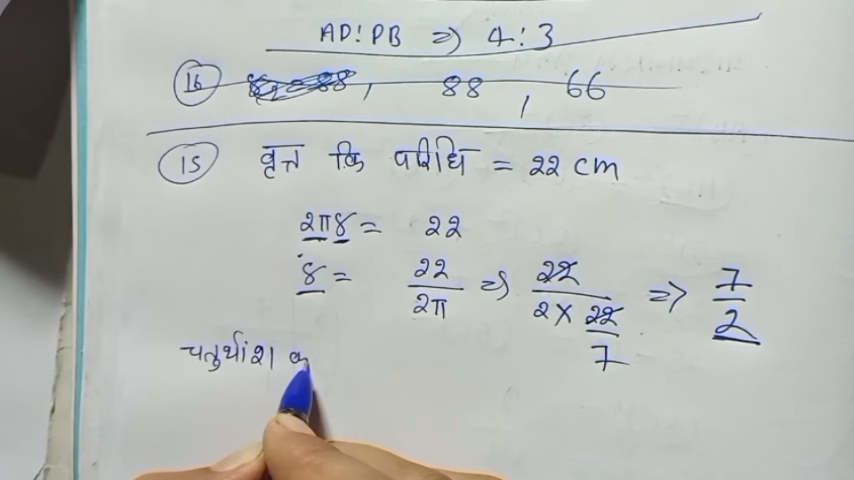 AD:DB => 4:3
16 88, 66
15 वृत्त कि परिधि = 22 cm
2πr = 22
r = 22/2π => 22/2×22/7 => 7/2
चतुर्थांश क